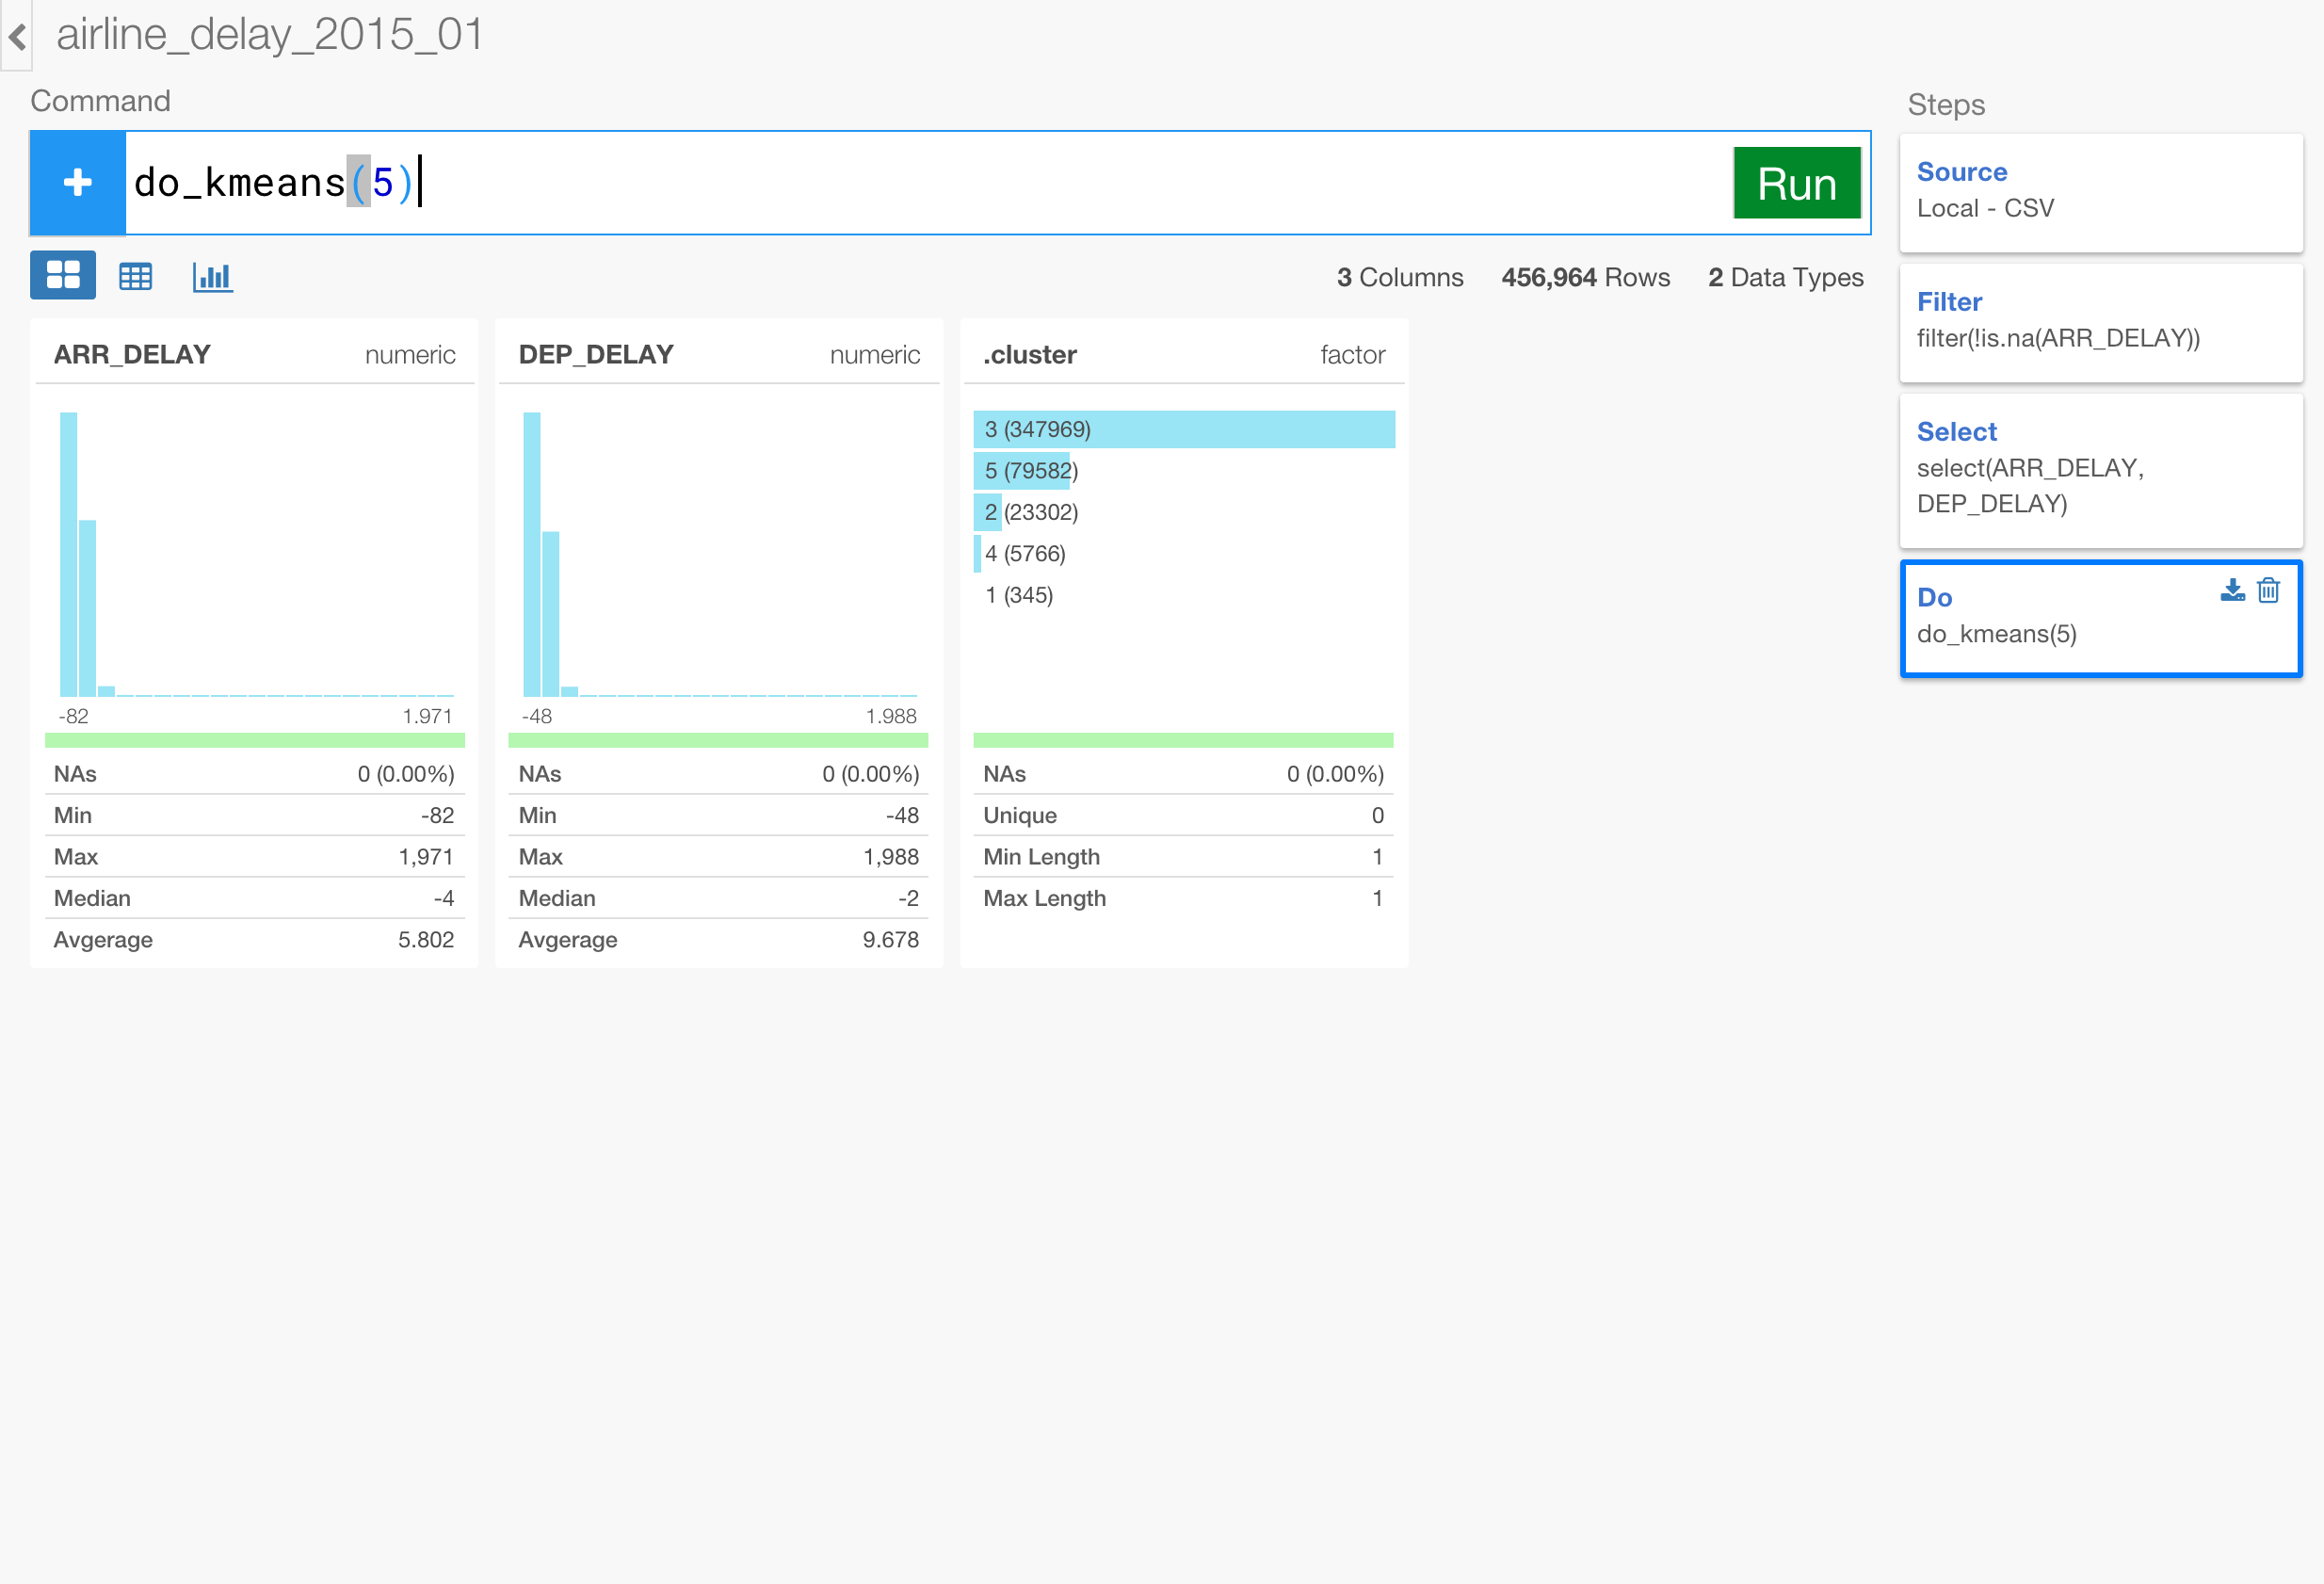 airline_delay_2015_01
Command
do_kmeans(5)
Run
3 Columns 456,964 Rows 2 Data Types
ARR_DELAY numeric
-82 1.971
NAs 0 (0.00%)
Min -82
Max 1,971
Median -4
Avgerage 5.802
DEP_DELAY numeric
-48 1.988
NAs 0 (0.00%)
Min -48
Max 1,988
Median -2
Avgerage 9.678
.cluster factor
3 (347969)
5 (79582)
2 (23302)
4 (5766)
1 (345)
NAs 0 (0.00%)
Unique 0
Min Length 1
Max Length 1
Steps
Source
Local - CSV
Filter
filter(!is.na(ARR_DELAY))
Select
select(ARR_DELAY,
DEP_DELAY)
Do
do_kmeans(5)